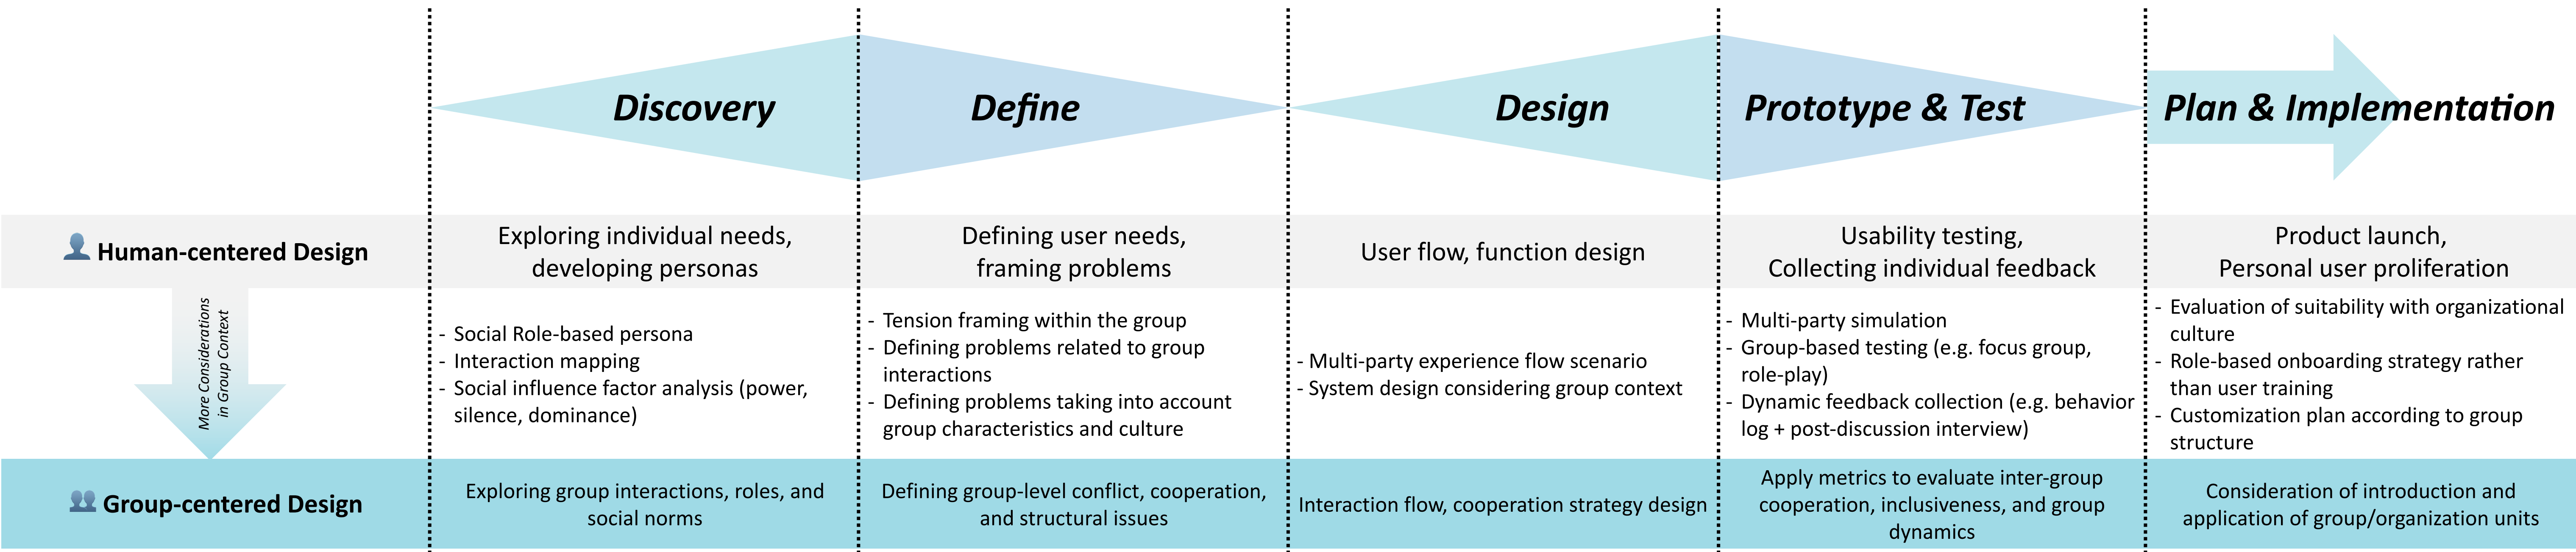 Discovery
Define
Design
Prototype & Test
Plan & Implementation
Human-centered Design
Exploring individual needs,
developing personas
Defining user needs,
framing problems
User flow, function design
Usability testing,
Collecting individual feedback
Product launch,
Personal user proliferation
More Considerations
in Group Context
- Social Role-based persona
- Interaction mapping
- Social influence factor analysis (power,
silence, dominance)
- Tension framing within the group
- Defining problems related to group
interactions
- Defining problems taking into account
group characteristics and culture
- Multi-party experience flow scenario
- System design considering group context
- Multi-party simulation
- Group-based testing (e.g. focus group,
role-play)
- Dynamic feedback collection (e.g. behavior
log + post-discussion interview)
- Evaluation of suitability with organizational
culture
- Role-based onboarding strategy rather
than user training
- Customization plan according to group
structure
Group-centered Design
Exploring group interactions, roles, and
social norms
Defining group-level conflict, cooperation,
and structural issues
Interaction flow, cooperation strategy design
Apply metrics to evaluate inter-group
cooperation, inclusiveness, and group
dynamics
Consideration of introduction and
application of group/organization units